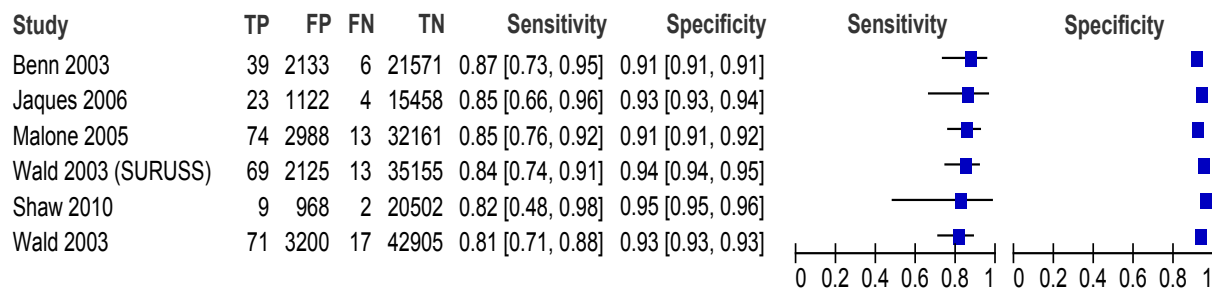 Study TP FP FN TN Sensitivity Specificity Sensitivity Specificity
Benn 2003 39 2133 6 21571 0.87 [0.73, 0.95] 0.91 [0.91, 0.91]
Jaques 2006 23 1122 4 15458 0.85 [0.66, 0.96] 0.93 [0.93, 0.94]
Malone 2005 74 2988 13 32161 0.85 [0.76, 0.92] 0.91 [0.91, 0.92]
Wald 2003 (SURUSS) 69 2125 13 35155 0.84 [0.74, 0.91] 0.94 [0.94, 0.95]
Shaw 2010 9 968 2 20502 0.82 [0.48, 0.98] 0.95 [0.95, 0.96]
Wald 2003 71 3200 17 42905 0.81 [0.71, 0.88] 0.93 [0.93, 0.93]
0 0.2 0.4 0.6 0.8 1 0 0.2 0.4 0.6 0.8 1